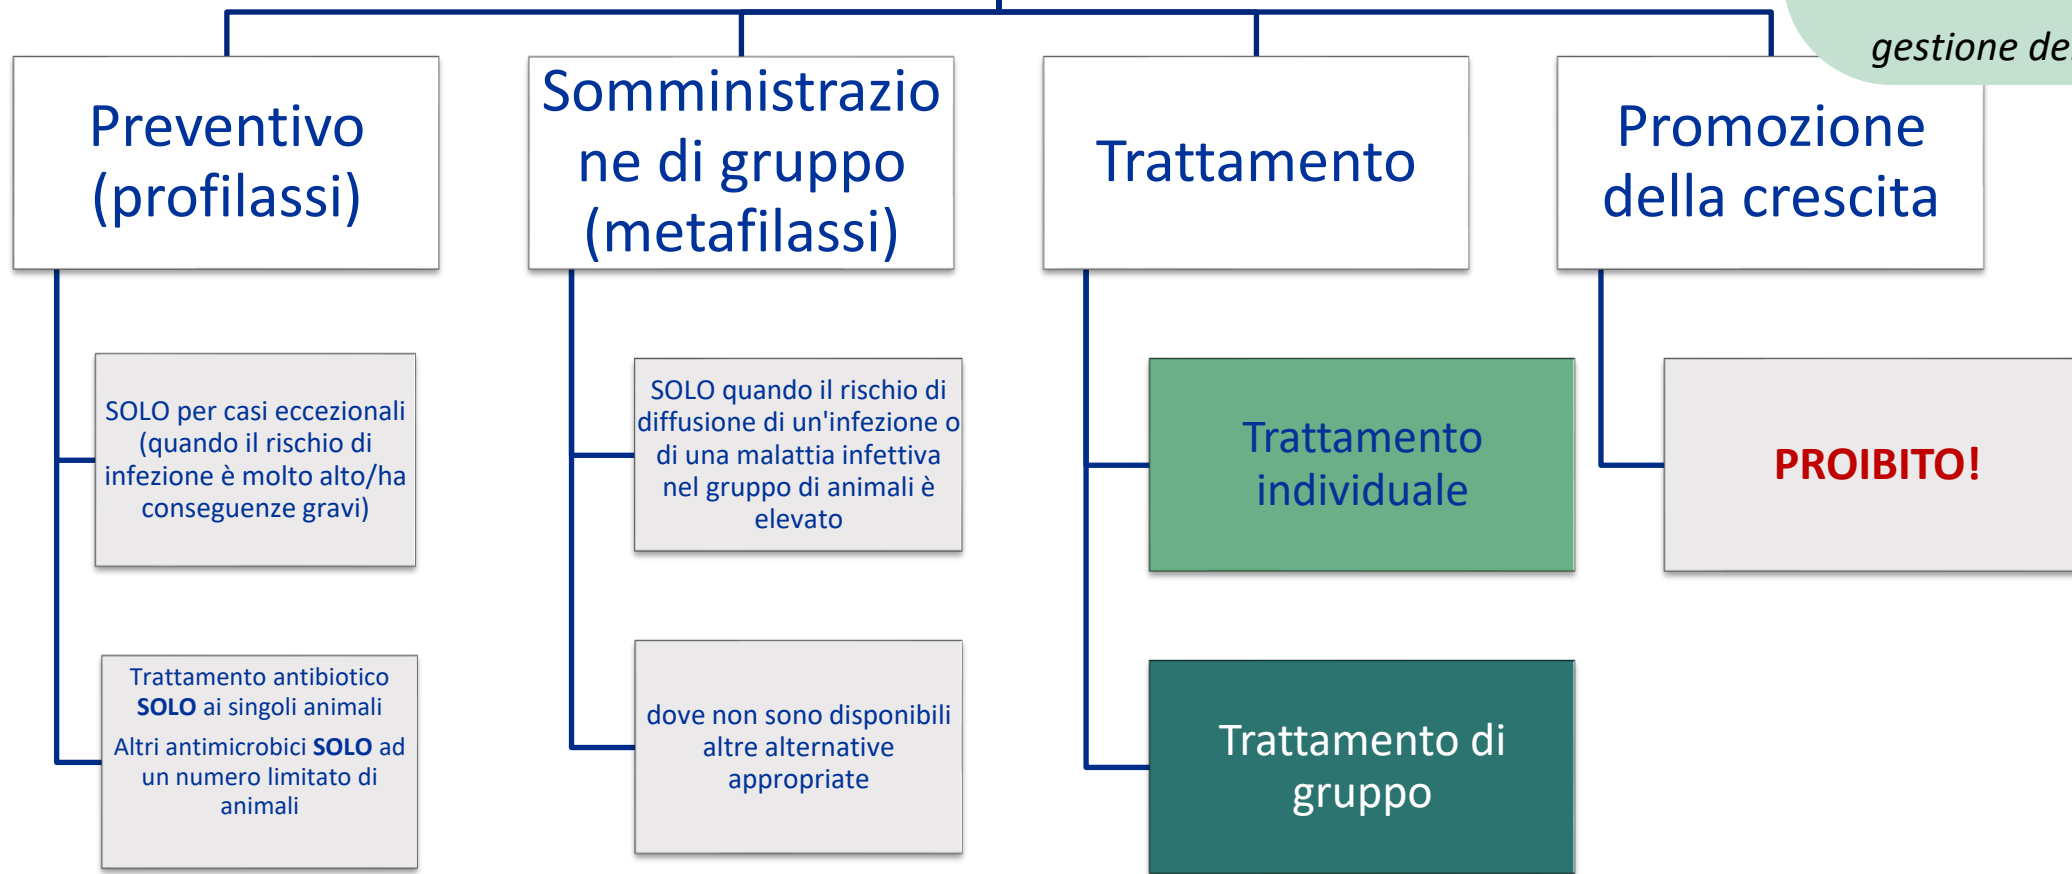 gestione de
Preventivo
(profilassi)
Somministrazio
ne di gruppo
(metafilassi)
Trattamento
Promozione
della crescita
SOLO per casi eccezionali
(quando il rischio di
infezione è molto alto/ha
conseguenze gravi)
Trattamento antibiotico
SOLO ai singoli animali
Altri antimicrobici SOLO ad
un numero limitato di
animali
SOLO quando il rischio di
diffusione di un'infezione o
di una malattia infettiva
nel gruppo di animali è
elevato
dove non sono disponibili
altre alternative
appropriate
Trattamento
individuale
Trattamento di
gruppo
PROIBITO!